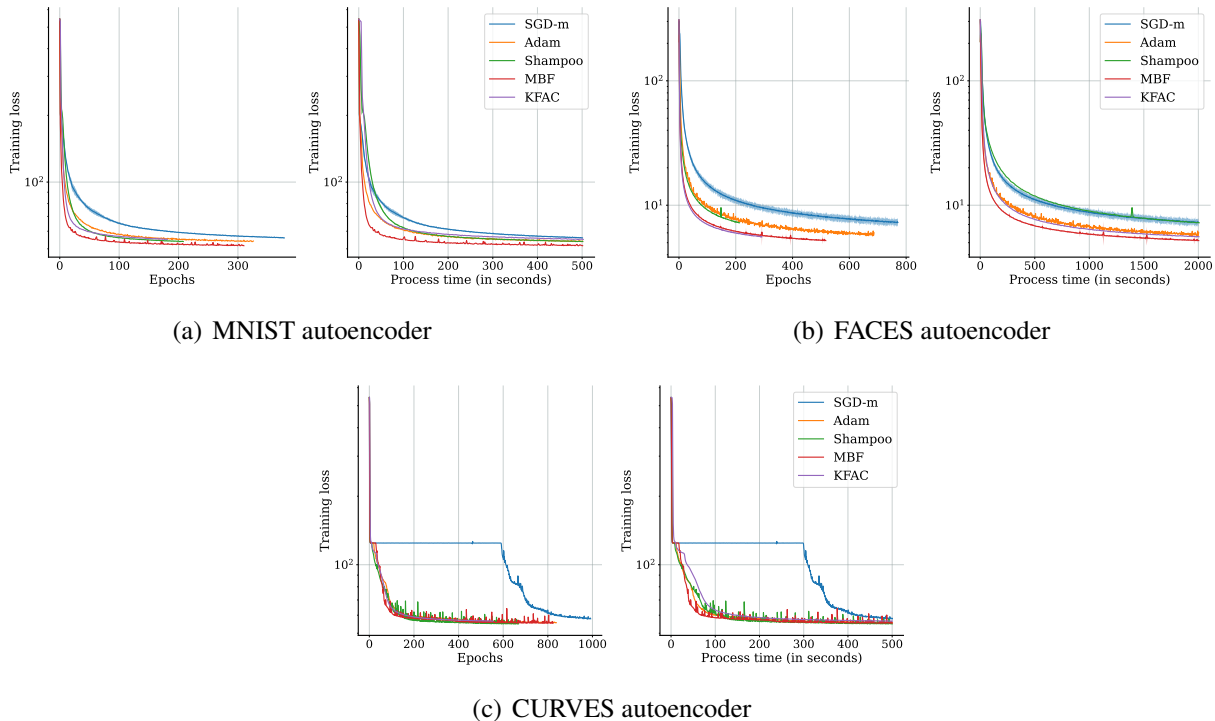 Training loss
10²
0 100 200 300
Epochs
Training loss
10²
0 100 200 300 400 500
Process time (in seconds)
SGD-m
Adam
Shampoo
MBF
KFAC
(a) MNIST autoencoder
Training loss
10²
10¹
0 200 400 600 800
Epochs
Training loss
10²
10¹
0 500 1000 1500 2000
Process time (in seconds)
SGD-m
Adam
Shampoo
MBF
KFAC
(b) FACES autoencoder
Training loss
10²
0 200 400 600 800 1000
Epochs
Training loss
10²
0 100 200 300 400 500
Process time (in seconds)
SGD-m
Adam
Shampoo
MBF
KFAC
(c) CURVES autoencoder